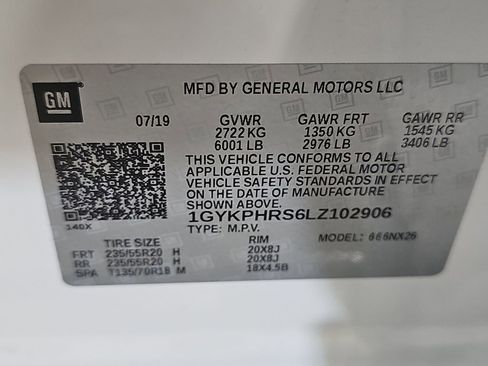 GM
MFD BY GENERAL MOTORS LLC
07/19 GVWR GAWR FRT GAWR RR
2722 KG 1350 KG 1545 KG
6001 LB 2976 LB 3406 LB
THIS VEHICLE CONFORMS TO ALL
APPLICABLE U.S. FEDERAL MOTOR
VEHICLE SAFETY STANDARDS IN EFFECT
ON THE DATE OF MANUFACTURE
SHOWN ABOVE.
1GYKPHRS6LZ102906
140X TYPE: M.P.V. MODEL: 666NX26
TIRE SIZE RIM
FRT 235/55R20 H 20X8J
RR 235/55R20 H 20X8J
SPA T135/70R18 M 18X4.5B